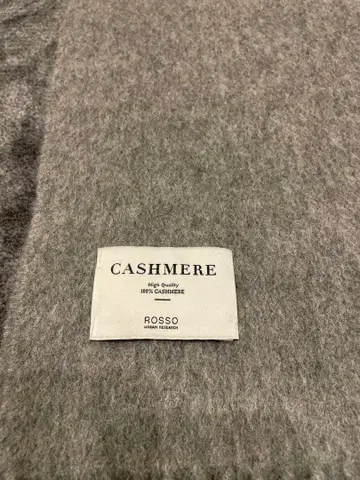 CASHMERE
High Quality
100% CASHMERE
ROSSO
URBAN RESEARCH